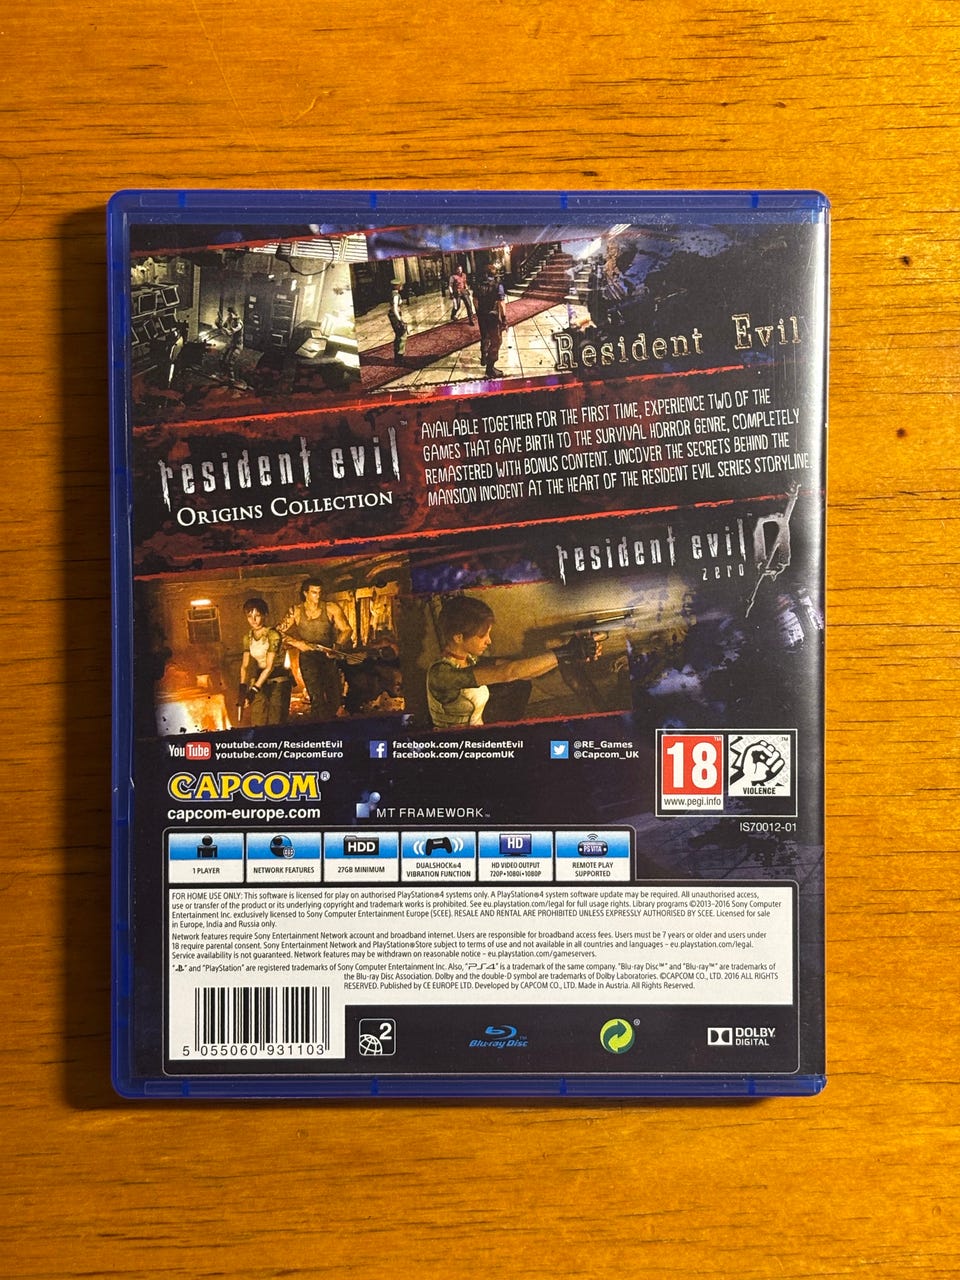 Resident Evil
AVAILABLE TOGETHER FOR THE FIRST TIME, EXPERIENCE TWO OF THE
GAMES THAT GAVE BIRTH TO THE SURVIVAL HORROR GENRE, COMPLETELY
REMASTERED WITH BONUS CONTENT. UNCOVER THE SECRETS BEHIND THE
MANSION INCIDENT AT THE HEART OF THE RESIDENT EVIL SERIES STORYLINE.
resident evil™
ORIGINS COLLECTION
resident evil™ 0
zero
YouTube youtube.com/ResidentEvil
youtube.com/CapcomEuro
f facebook.com/ResidentEvil
facebook.com/capcomUK
@RE_Games
@Capcom_UK
CAPCOM®
capcom-europe.com
MT FRAMEWORK™
18™
www.pegi.info
™
VIOLENCE
IS70012-01
1 PLAYER
NETWORK FEATURES
HDD
27GB MINIMUM
DUALSHOCK®4
VIBRATION FUNCTION
HD
HD VIDEO OUTPUT
720P•1080i•1080P
PS VITA
REMOTE PLAY
SUPPORTED
FOR HOME USE ONLY: This software is licensed for play on authorised PlayStation®4 systems only. A PlayStation®4 system software update may be required. All unauthorised access,
use or transfer of the product or its underlying copyright and trademark works is prohibited. See eu.playstation.com/legal for full usage rights. Library programs ©2013-2016 Sony Computer
Entertainment Inc. exclusively licensed to Sony Computer Entertainment Europe (SCEE). RESALE AND RENTAL ARE PROHIBITED UNLESS EXPRESSLY AUTHORISED BY SCEE. Licensed for sale
in Europe, India and Russia only.
Network features require Sony Entertainment Network account and broadband internet. Users are responsible for broadband access fees. Users must be 7 years or older and users under
18 require parental consent. Sony Entertainment Network and PlayStation®Store subject to terms of use and not available in all countries and languages – eu.playstation.com/legal.
Service availability is not guaranteed. Network features may be withdrawn on reasonable notice – eu.playstation.com/gameservers.
" " and "PlayStation" are registered trademarks of Sony Computer Entertainment Inc. Also, "PS4" is a trademark of the same company. "Blu-ray Disc™" and "Blu-ray™" are trademarks of
the Blu-ray Disc Association. Dolby and the double-D symbol are trademarks of Dolby Laboratories. ©CAPCOM CO., LTD. 2016 ALL RIGHTS
RESERVED. Published by CE EUROPE LTD. Developed by CAPCOM CO., LTD. Made in Austria. All Rights Reserved.
5 055060 931103
2
Blu-ray Disc™
®
DOLBY
DIGITAL